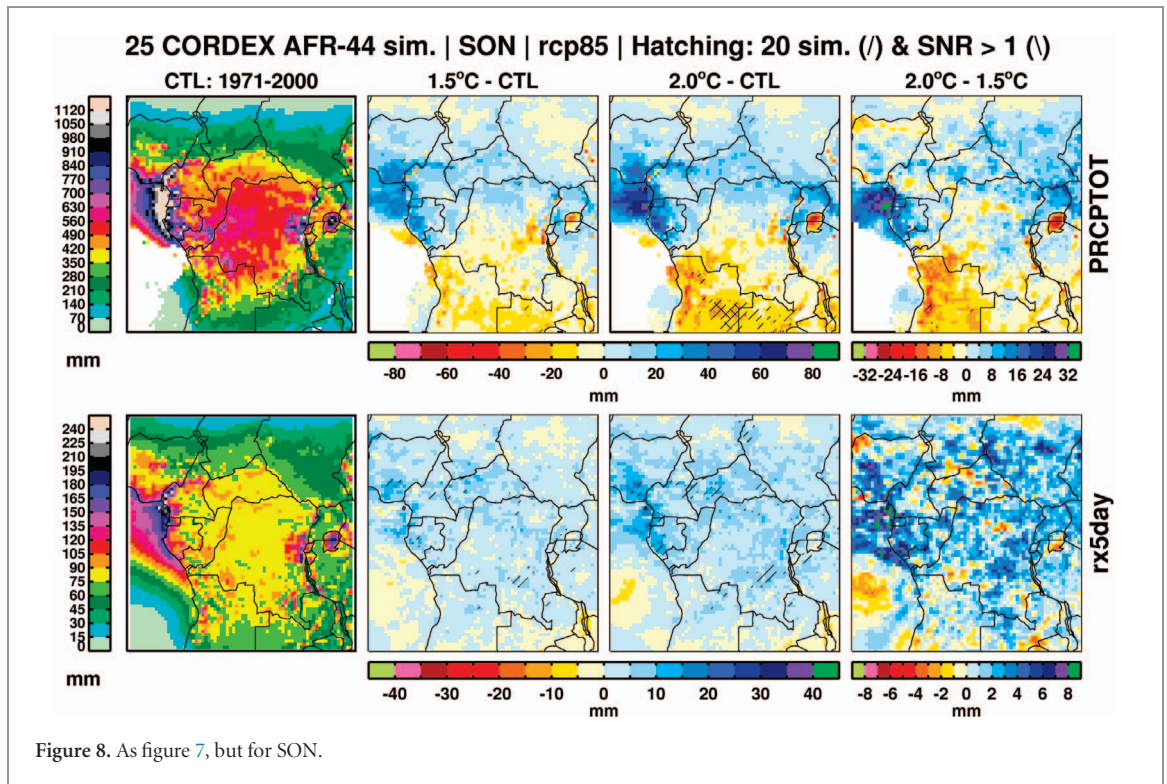 25 CORDEX AFR-44 sim. | SON | rcp85 | Hatching: 20 sim. (/) & SNR > 1 (\)
CTL: 1971-2000
1.5ºC - CTL
2.0ºC - CTL
2.0ºC - 1.5ºC
1120
1050
980
910
840
770
700
630
560
490
420
350
280
210
140
70
0
mm
PRCPTOT
-80 -60 -40 -20 0 20 40 60 80
mm
-32 -24 -16 -8 0 8 16 24 32
mm
240
225
210
195
180
165
150
135
120
105
90
75
60
45
30
15
0
mm
rx5day
-40 -30 -20 -10 0 10 20 30 40
mm
-8 -6 -4 -2 0 2 4 6 8
mm
Figure 8. As figure 7, but for SON.